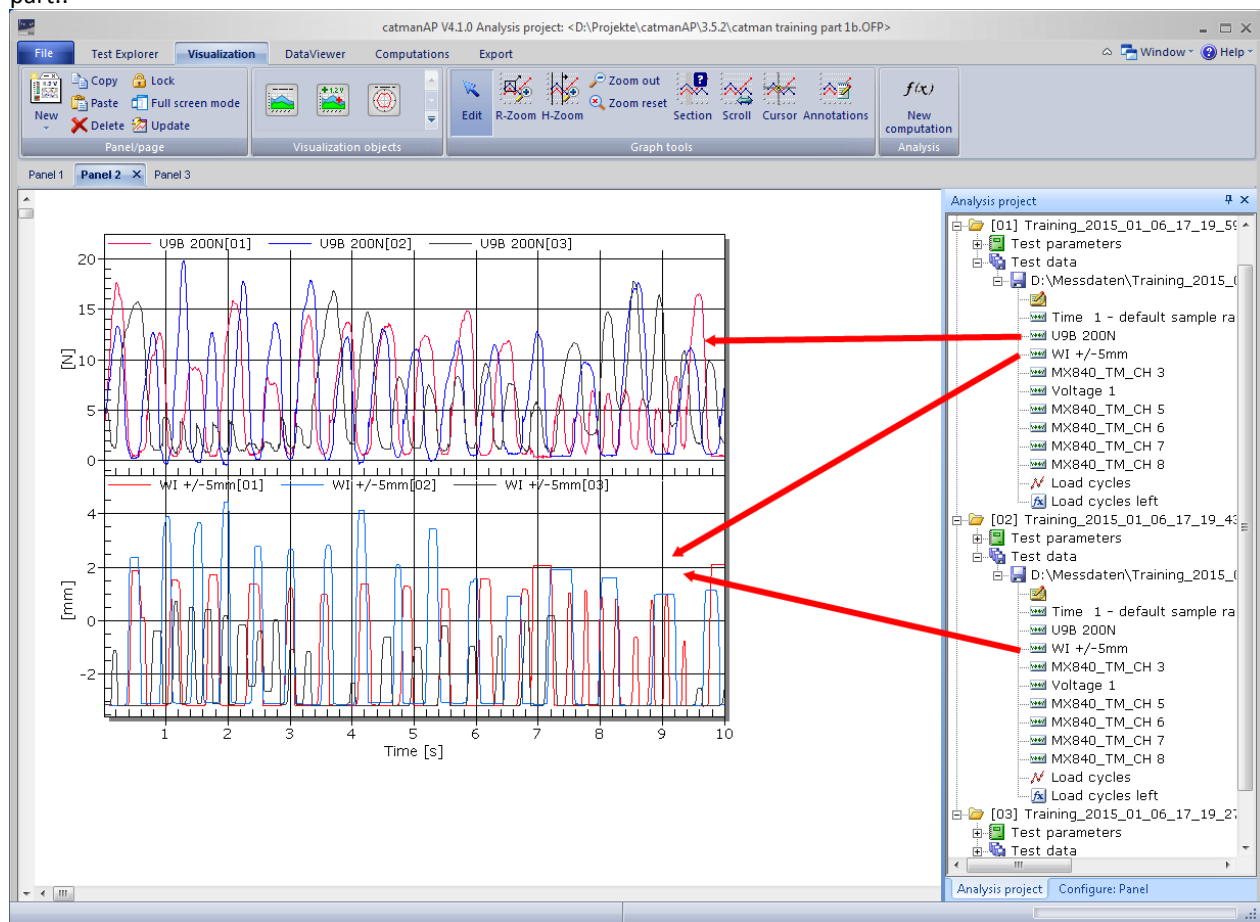 part..
catmanAP V4.1.0 Analysis project: <D:\Projekte\catmanAP\3.5.2\catman training part 1b.OFP>
File Test Explorer Visualization DataViewer Computations Export Window Help
New Copy Paste Delete Lock Full screen mode Update
Edit R-Zoom H-Zoom Zoom out Zoom reset Section Scroll Cursor Annotations
f(x) New computation
Panel/page Visualization objects Graph tools Analysis
Panel 1 Panel 2 X Panel 3
U9B 200N[01] U9B 200N[02] U9B 200N[03]
20
15
[N] 10
5
0
WI +/-5mm[01] WI +/-5mm[02] WI +/-5mm[03]
4
2
[mm] 0
-2
1 2 3 4 5 6 7 8 9 10
Time [s]
Analysis project
[01] Training_2015_01_06_17_19_59
Test parameters
Test data
D:\Messdaten\Training_2015_
Time 1 - default sample ra
U9B 200N
WI +/-5mm
MX840_TM_CH 3
Voltage 1
MX840_TM_CH 5
MX840_TM_CH 6
MX840_TM_CH 7
MX840_TM_CH 8
Load cycles
Load cycles left
[02] Training_2015_01_06_17_19_43
Test parameters
Test data
D:\Messdaten\Training_2015_
Time 1 - default sample ra
U9B 200N
WI +/-5mm
MX840_TM_CH 3
Voltage 1
MX840_TM_CH 5
MX840_TM_CH 6
MX840_TM_CH 7
MX840_TM_CH 8
Load cycles
Load cycles left
[03] Training_2015_01_06_17_19_27
Test parameters
Test data
Analysis project Configure: Panel